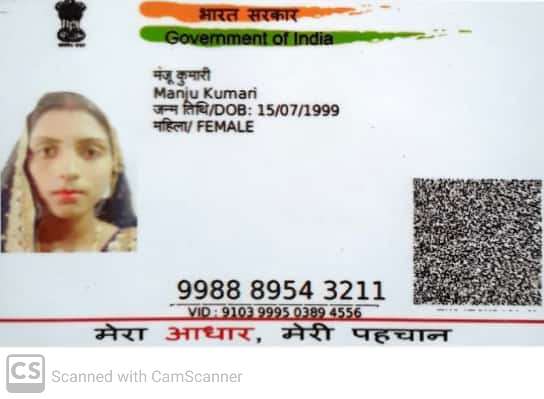 भारत सरकार
Government of India
मंजू कुमारी
Manju Kumari
जन्म तिथि/DOB: 15/07/1999
महिला/ FEMALE
9988 8954 3211
VID : 9103 9995 0389 4556
मेरा आधार, मेरी पहचान
CS Scanned with CamScanner